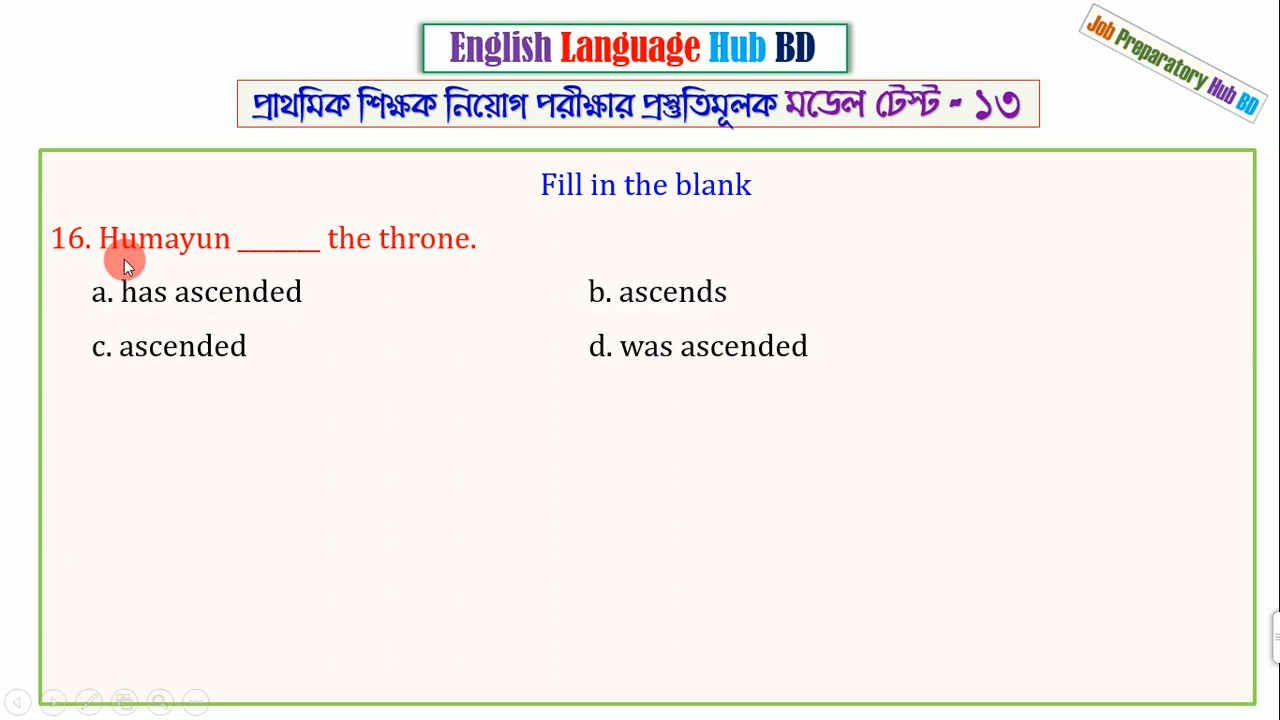 English Language Hub BD
Job Preparatory Hub BD
প্রাথমিক শিক্ষক নিয়োগ পরীক্ষার প্রস্তুতিমূলক মডেল টেস্ট - ১৩
Fill in the blank
16. Humayun _______ the throne.
a. has ascended b. ascends
c. ascended d. was ascended